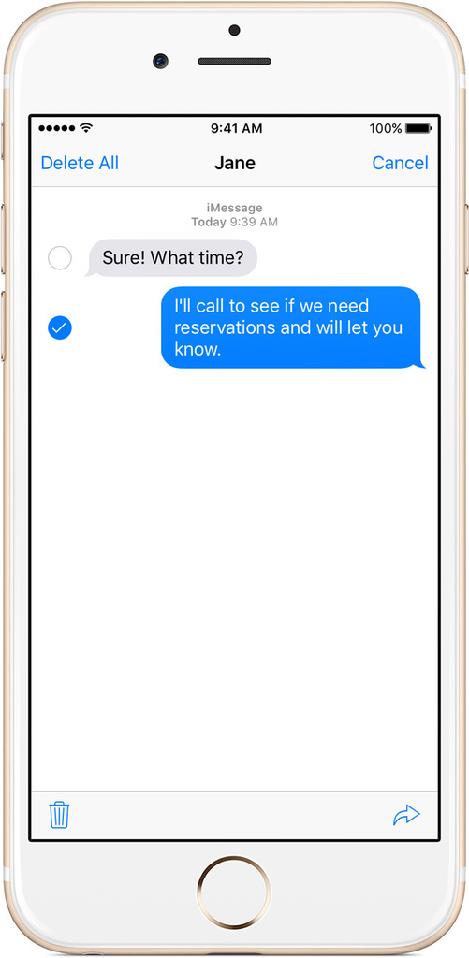 9:41 AM 100%
Delete All Jane Cancel
iMessage
Today 9:39 AM
Sure! What time?
I'll call to see if we need
reservations and will let you
know.